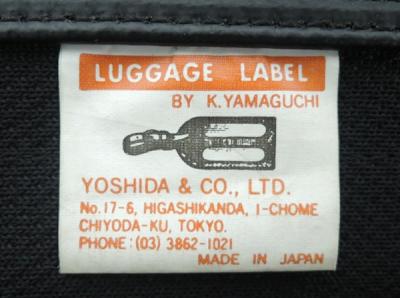 LUGGAGE LABEL
BY K.YAMAGUCHI
YOSHIDA & CO., LTD.
No. 17-6, HIGASHIKANDA, 1-CHOME
CHIYODA-KU, TOKYO.
PHONE: (03) 3862-1021
MADE IN JAPAN